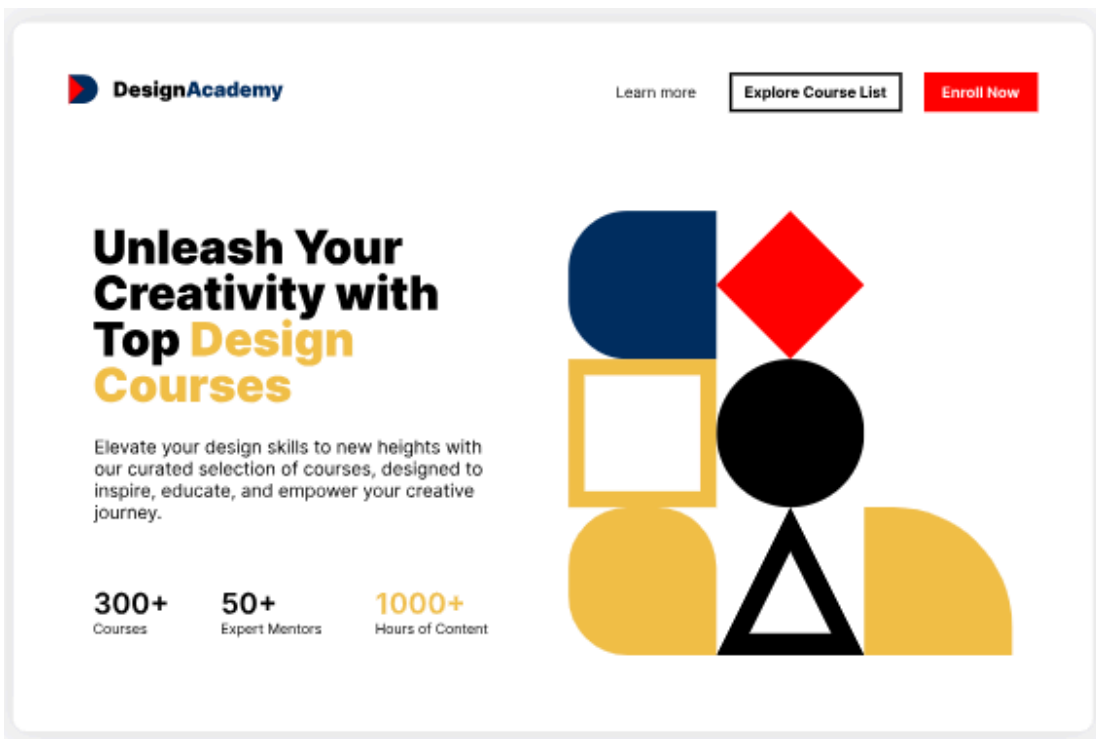 DesignAcademy
Learn more
Explore Course List
Enroll Now
Unleash Your
Creativity with
Top Design
Courses
Elevate your design skills to new heights with
our curated selection of courses, designed to
inspire, educate, and empower your creative
journey.
300+
Courses
50+
Expert Mentors
1000+
Hours of Content